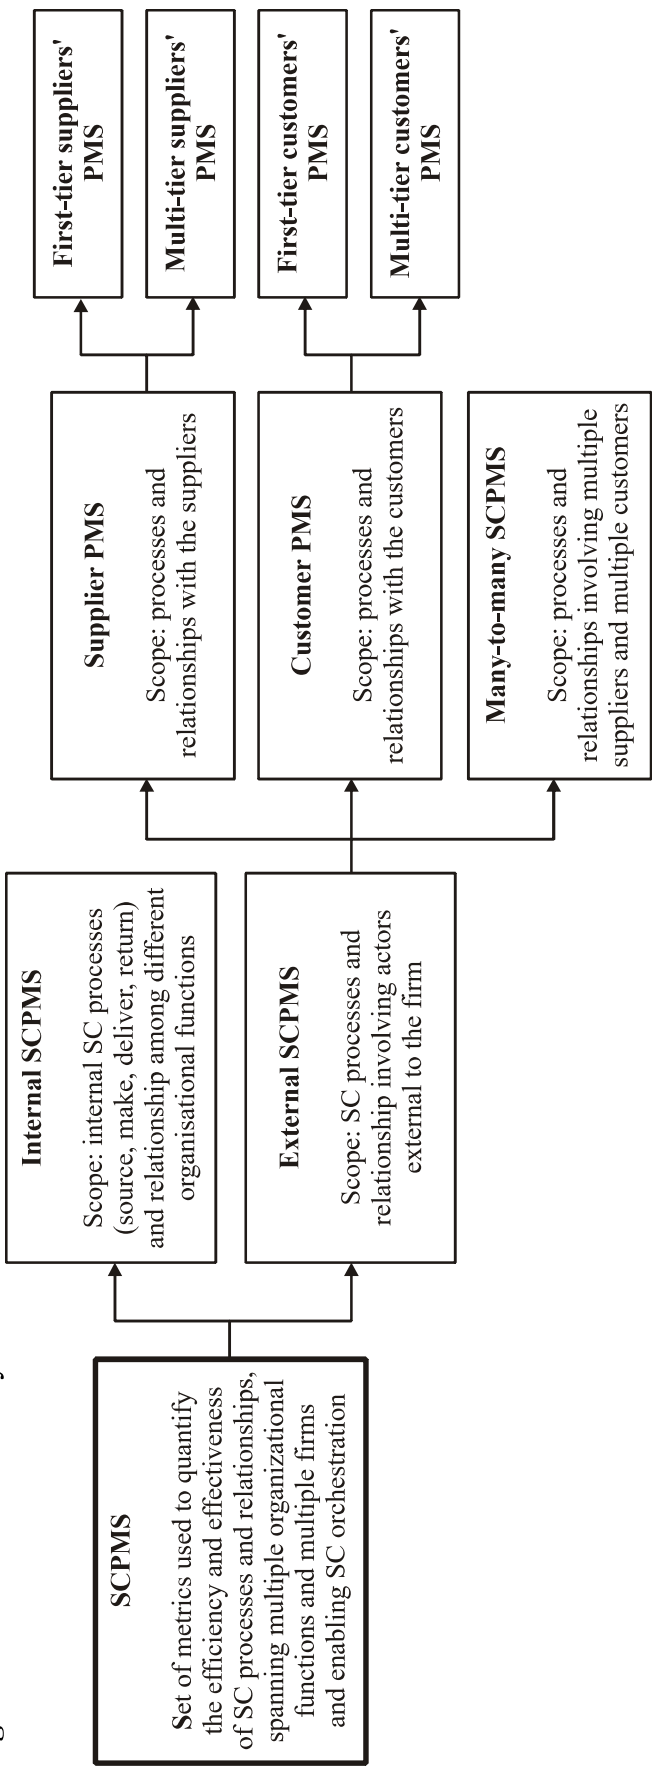 SCPMS
Set of metrics used to quantify
the efficiency and effectiveness
of SC processes and relationships,
spanning multiple organizational
functions and multiple firms
and enabling SC orchestration
Internal SCPMS
Scope: internal SC processes
(source, make, deliver, return)
and relationship among different
organisational functions
External SCPMS
Scope: SC processes and
relationship involving actors
external to the firm
Supplier PMS
Scope: processes and
relationships with the suppliers
Customer PMS
Scope: processes and
relationships with the customers
Many-to-many SCPMS
Scope: processes and
relationships involving multiple
suppliers and multiple customers
First-tier suppliers'
PMS
Multi-tier suppliers'
PMS
First-tier customers'
PMS
Multi-tier customers'
PMS